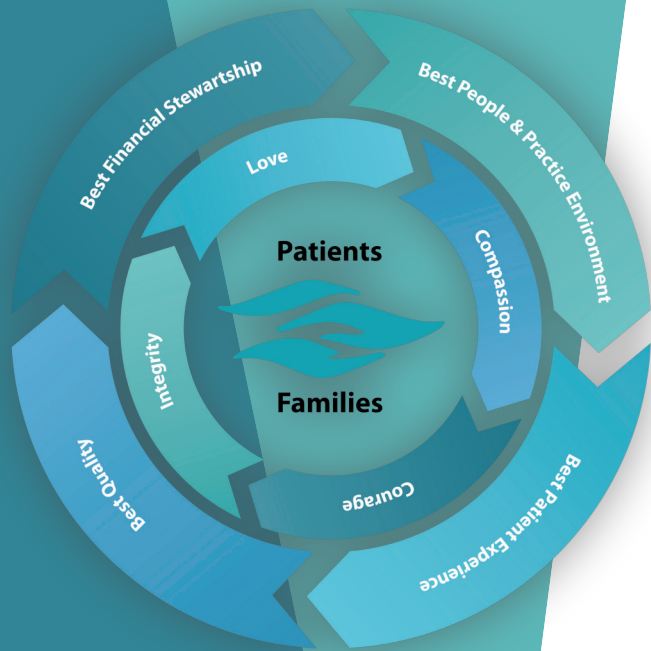 Best Financial Stewartship
Best People & Practice Environment
Best Patient Experience
Best Quality
Love
Compassion
Courage
Integrity
Patients
Families